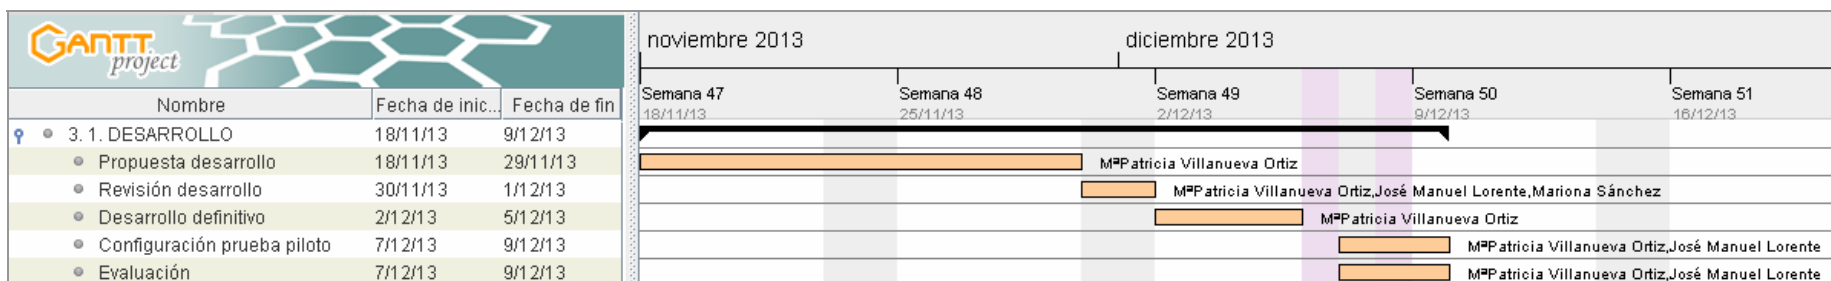 GANTT
project
noviembre 2013 diciembre 2013
Nombre Fecha de inic... Fecha de fin
Semana 47 Semana 48 Semana 49 Semana 50 Semana 51
18/11/13 25/11/13 2/12/13 9/12/13 16/12/13
3. 1. DESARROLLO 18/11/13 9/12/13
Propuesta desarrollo 18/11/13 29/11/13 MªPatricia Villanueva Ortiz
Revisión desarrollo 30/11/13 1/12/13 MªPatricia Villanueva Ortiz,José Manuel Lorente,Mariona Sánchez
Desarrollo definitivo 2/12/13 5/12/13 MªPatricia Villanueva Ortiz
Configuración prueba piloto 7/12/13 9/12/13 MªPatricia Villanueva Ortiz,José Manuel Lorente
Evaluación 7/12/13 9/12/13 MªPatricia Villanueva Ortiz,José Manuel Lorente